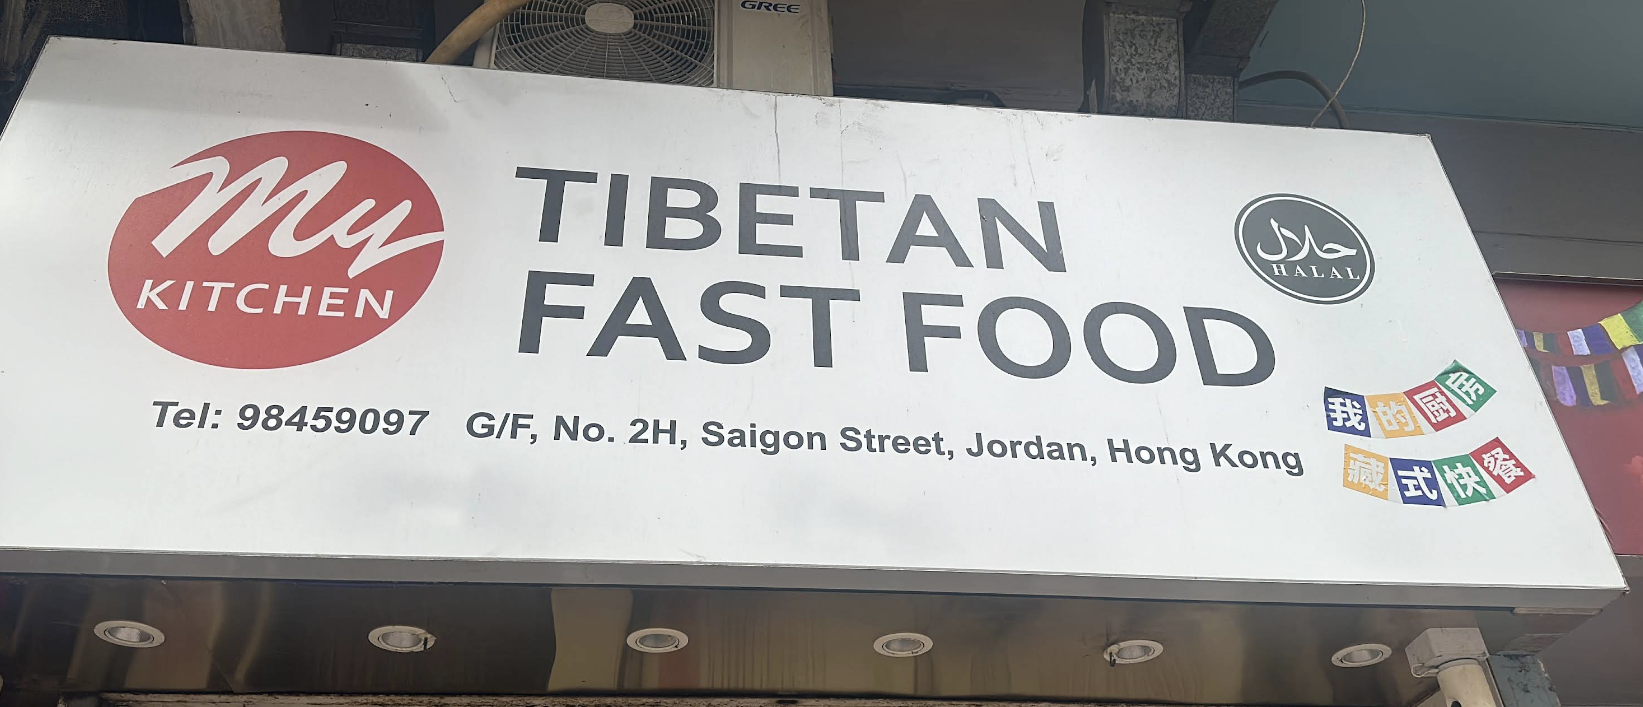 GREE
My
KITCHEN
TIBETAN
FAST FOOD
حلال
HALAL
Tel: 98459097 G/F, No. 2H, Saigon Street, Jordan, Hong Kong
我的厨房
藏式快餐